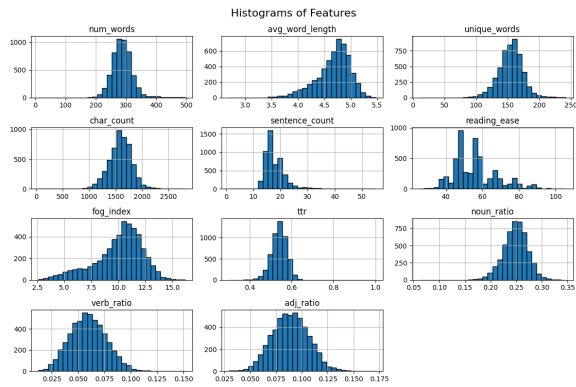 Histograms of Features
num_words avg_word_length unique_words
1000 500 0
0 100 200 300 400 500
600 400 200 0
3.0 3.5 4.0 4.5 5.0 5.5
750 500 250 0
0 50 100 150 200 250
char_count sentence_count reading_ease
1000 500 0
0 500 1000 1500 2000 2500
1500 1000 500 0
0 10 20 30 40 50
1000 500 0
40 60 80 100
fog_index ttr noun_ratio
400 200 0
2.5 5.0 7.5 10.0 12.5 15.0
1000 500 0
0.4 0.6 0.8 1.0
750 500 250 0
0.05 0.10 0.15 0.20 0.25 0.30 0.35
verb_ratio adj_ratio
400 200 0
0.025 0.050 0.075 0.100 0.125 0.150
400 200 0
0.025 0.050 0.075 0.100 0.125 0.150 0.175